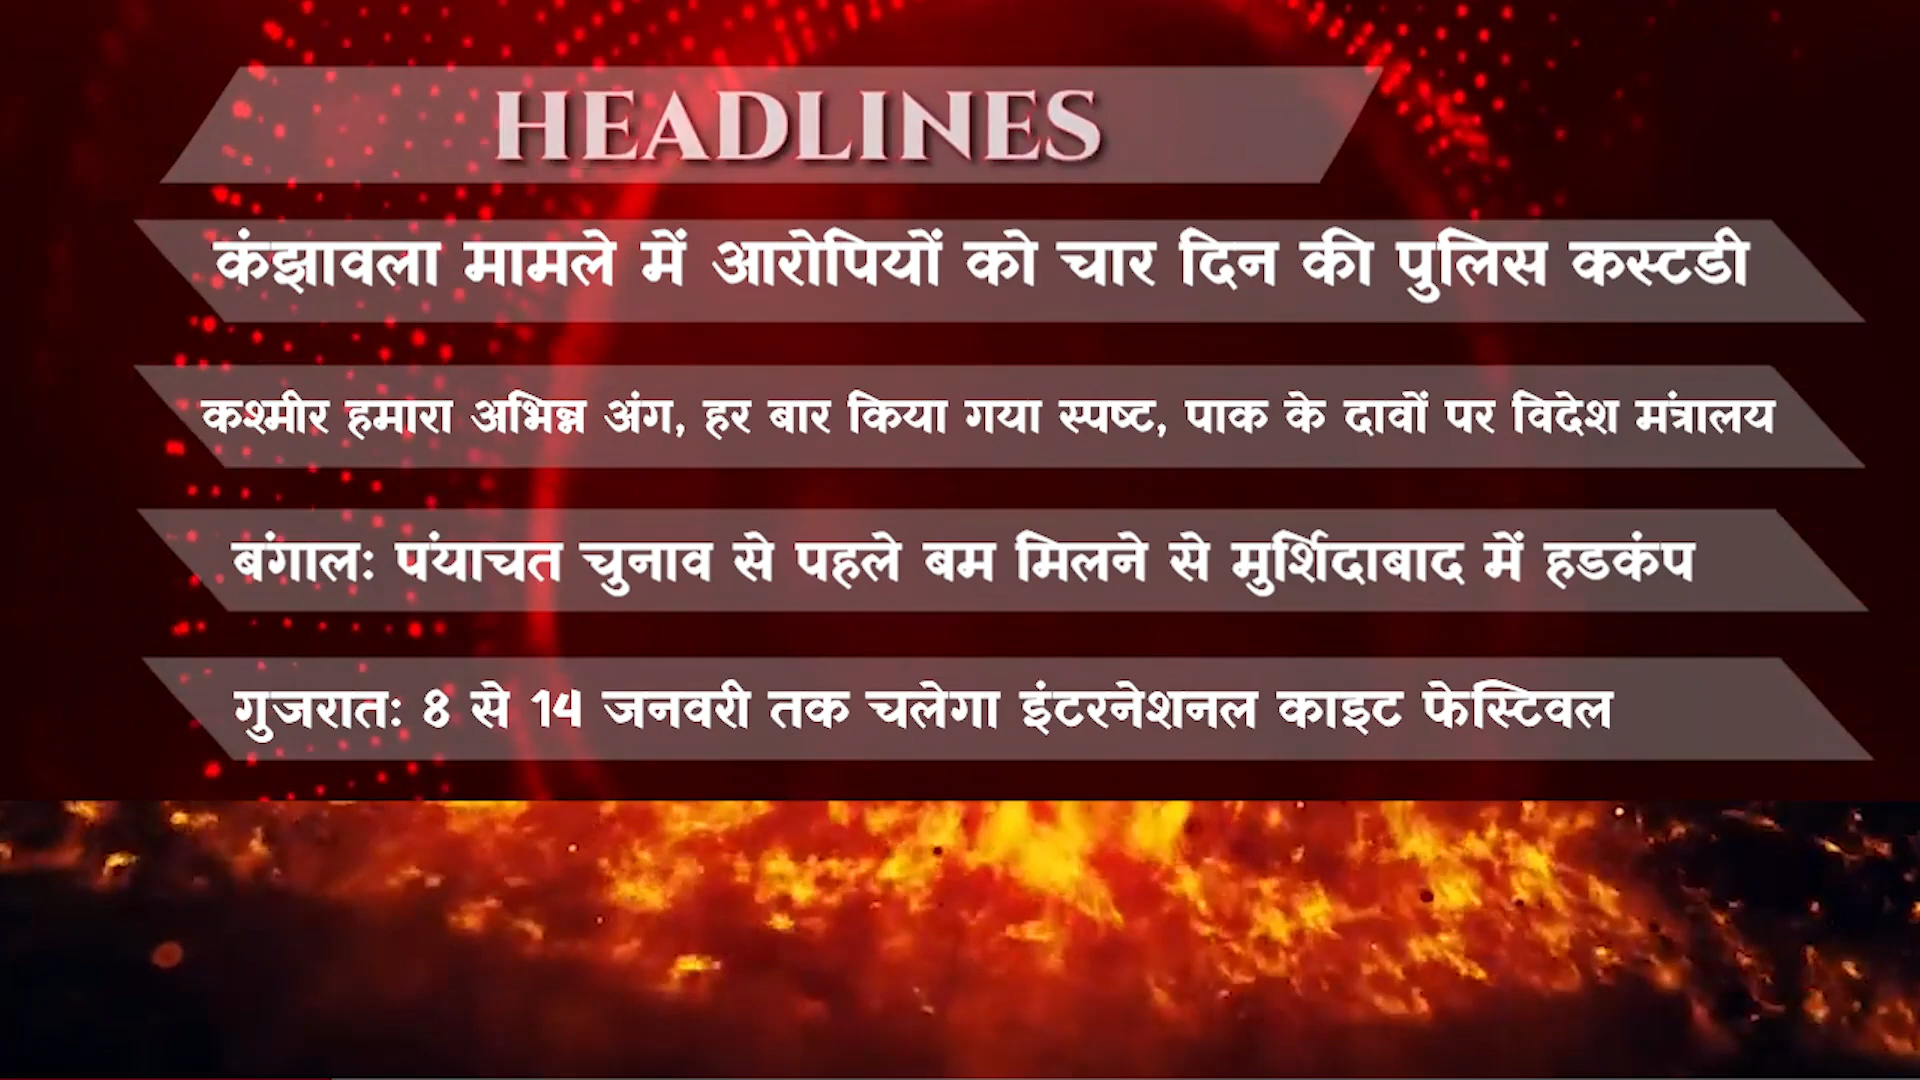 HEADLINES
कंझावला मामले में आरोपियों को चार दिन की पुलिस कस्टडी
कश्मीर हमारा अभिन्न अंग, हर बार किया गया स्पष्ट, पाक के दावों पर विदेश मंत्रालय
बंगाल: पंयाचत चुनाव से पहले बम मिलने से मुर्शिदाबाद में हडकंप
गुजरात: 8 से 14 जनवरी तक चलेगा इंटरनेशनल काइट फेस्टिवल